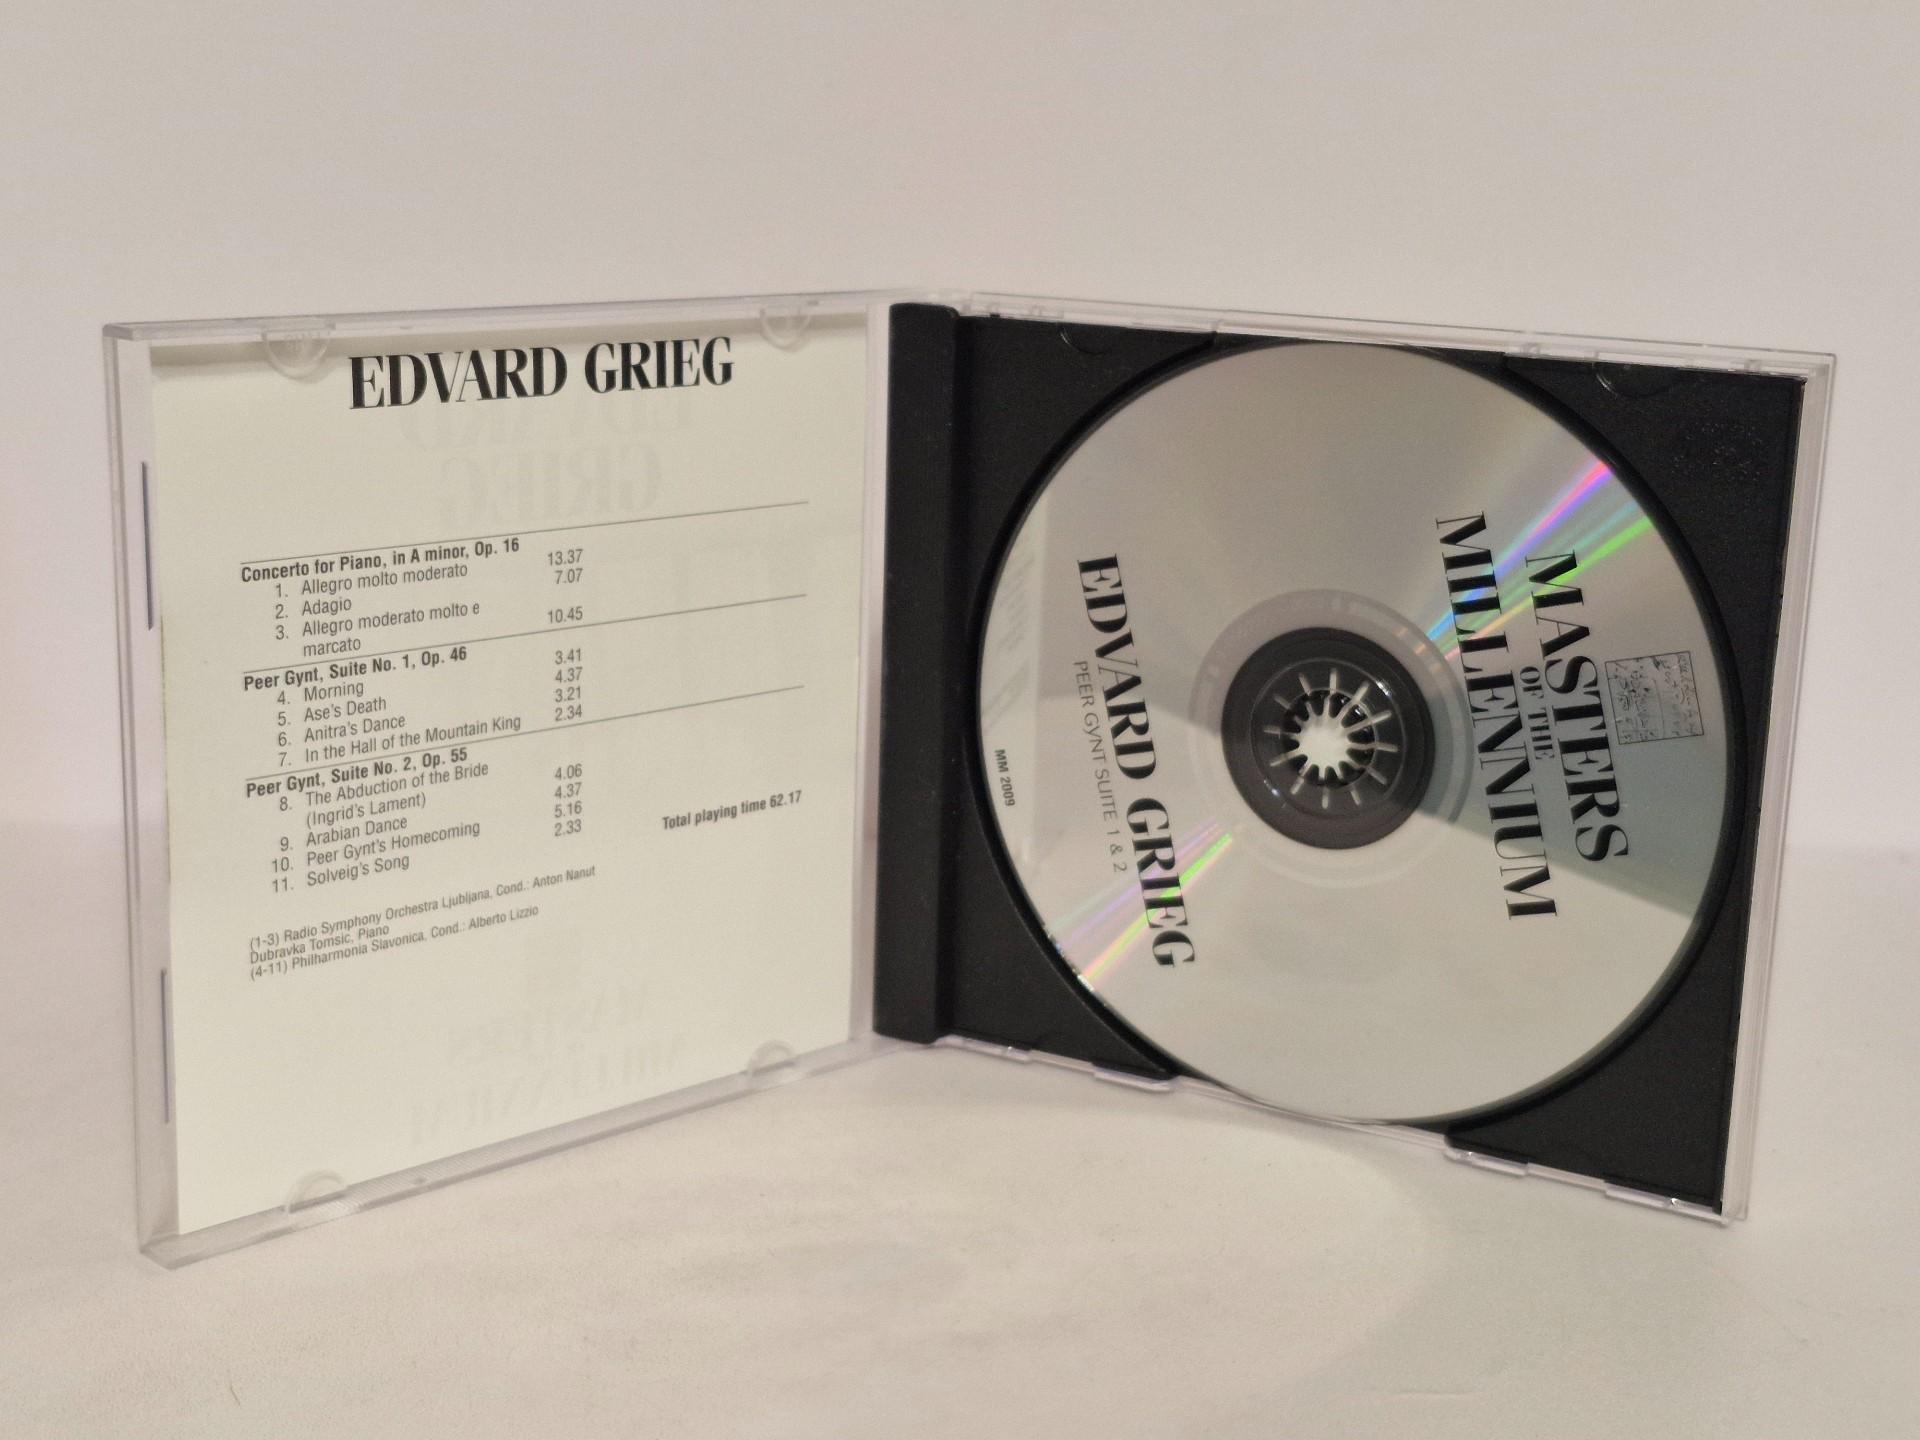 EDVARD GRIEG
Concerto for Piano, in A minor, Op. 16
1. Allegro molto moderato 13.37
2. Adagio 7.07
3. Allegro moderato molto e
marcato 10.45
Peer Gynt, Suite No. 1, Op. 46
4. Morning 3.41
5. Ase's Death 4.37
6. Anitra's Dance 3.21
7. In the Hall of the Mountain King 2.34
Peer Gynt, Suite No. 2, Op. 55
8. The Abduction of the Bride
(Ingrid's Lament) 4.06
9. Arabian Dance 4.37
10. Peer Gynt's Homecoming 5.16
11. Solveig's Song 2.33
Total playing time 62.17
(1-3) Radio Symphony Orchestra Ljubljana, Cond.: Anton Nanut
Dubravka Tomsic, Piano
(4-11) Philharmonia Slavonica, Cond.: Alberto Lizzio
MASTERS
OF THE
MILLENNIUM
EDVARD GRIEG
PEER GYNT SUITE 1 & 2
MM 2009